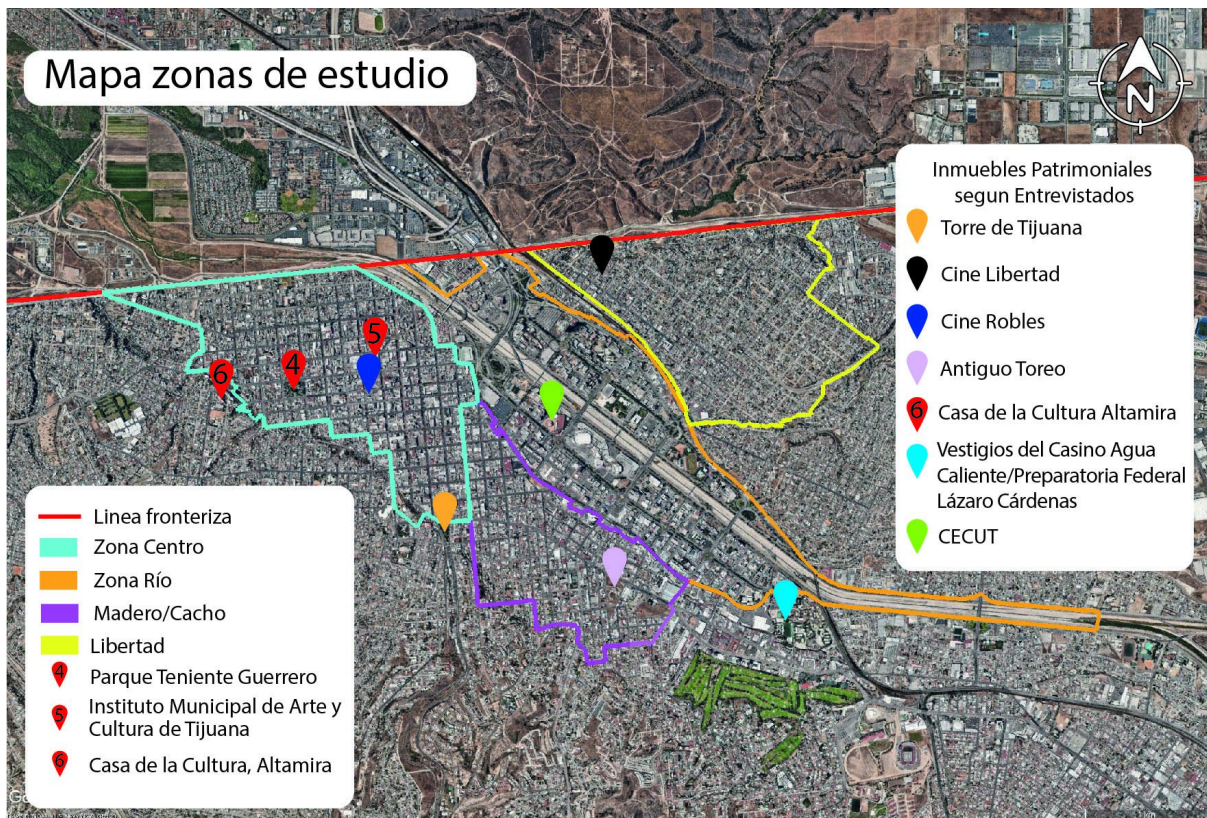 Mapa zonas de estudio
N
Inmuebles Patrimoniales
segun Entrevistados
Torre de Tijuana
Cine Libertad
Cine Robles
Antiguo Toreo
6 Casa de la Cultura Altamira
Vestigios del Casino Agua
Caliente/Preparatoria Federal
Lázaro Cárdenas
CECUT
5
4
6
Linea fronteriza
Zona Centro
Zona Río
Madero/Cacho
Libertad
4 Parque Teniente Guerrero
5 Instituto Municipal de Arte y
Cultura de Tijuana
6 Casa de la Cultura, Altamira